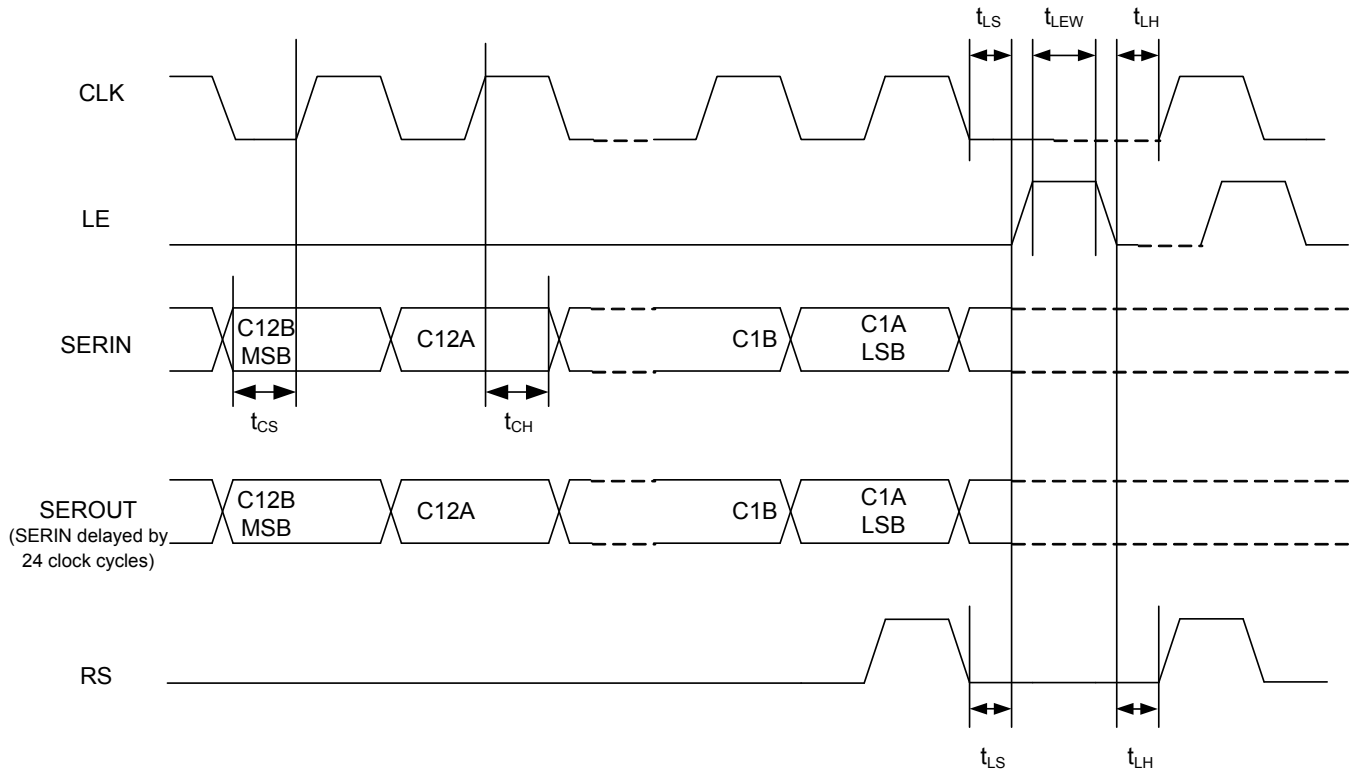 tLS
tLEW
tLH
CLK
LE
SERIN
C12B
MSB
C12A
C1B
C1A
LSB
tCS
tCH
SEROUT
(SERIN delayed by
24 clock cycles)
C12B
MSB
C12A
C1B
C1A
LSB
RS
tLS
tLH